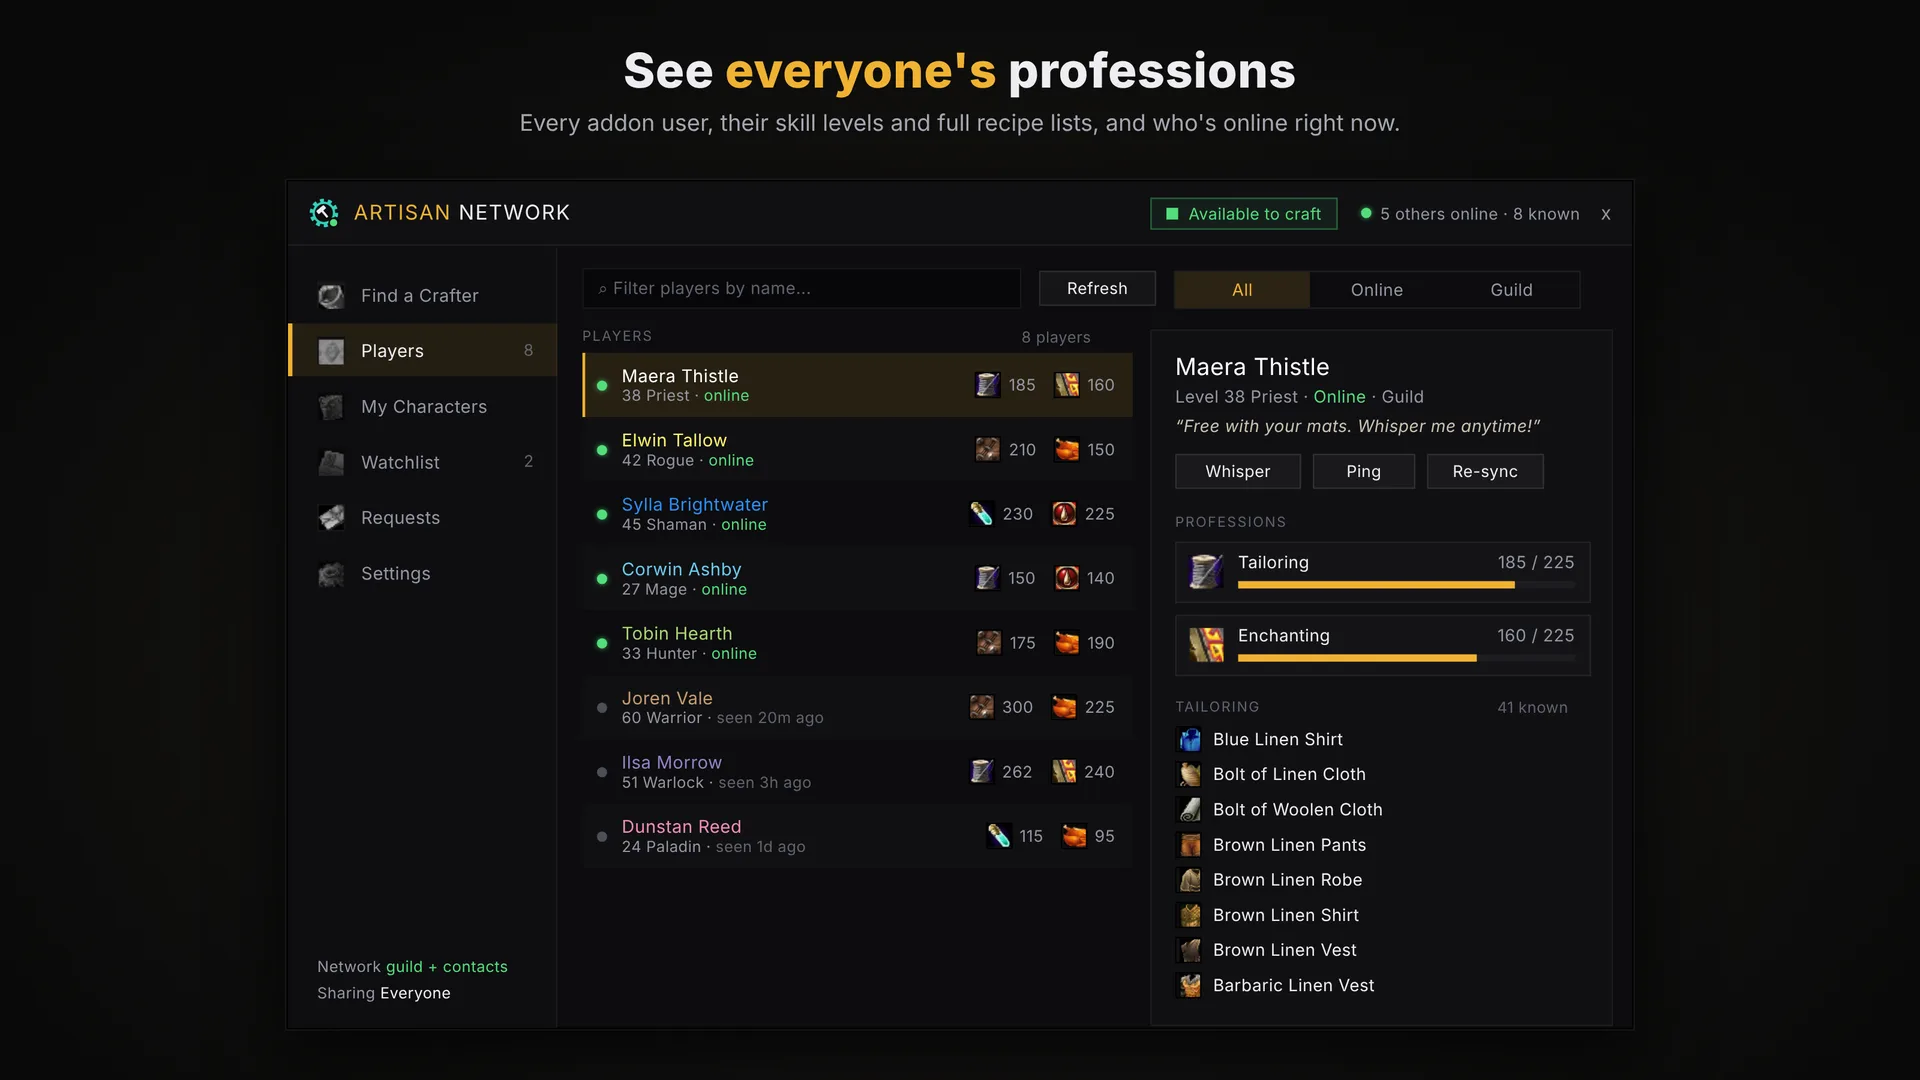 See everyone's professions
Every addon user, their skill levels and full recipe lists, and who's online right now.
ARTISAN NETWORK
Available to craft
5 others online · 8 known
X
Find a Crafter
Players 8
My Characters
Watchlist 2
Requests
Settings
Network guild + contacts
Sharing Everyone
Filter players by name...
Refresh
All
Online
Guild
PLAYERS 8 players
Maera Thistle
38 Priest · online
185 160
Elwin Tallow
42 Rogue · online
210 150
Sylla Brightwater
45 Shaman · online
230 225
Corwin Ashby
27 Mage · online
150 140
Tobin Hearth
33 Hunter · online
175 190
Joren Vale
60 Warrior · seen 20m ago
300 225
Ilsa Morrow
51 Warlock · seen 3h ago
262 240
Dunstan Reed
24 Paladin · seen 1d ago
115 95
Maera Thistle
Level 38 Priest · Online · Guild
“Free with your mats. Whisper me anytime!”
Whisper
Ping
Re-sync
PROFESSIONS
Tailoring 185 / 225
Enchanting 160 / 225
TAILORING 41 known
Blue Linen Shirt
Bolt of Linen Cloth
Bolt of Woolen Cloth
Brown Linen Pants
Brown Linen Robe
Brown Linen Shirt
Brown Linen Vest
Barbaric Linen Vest